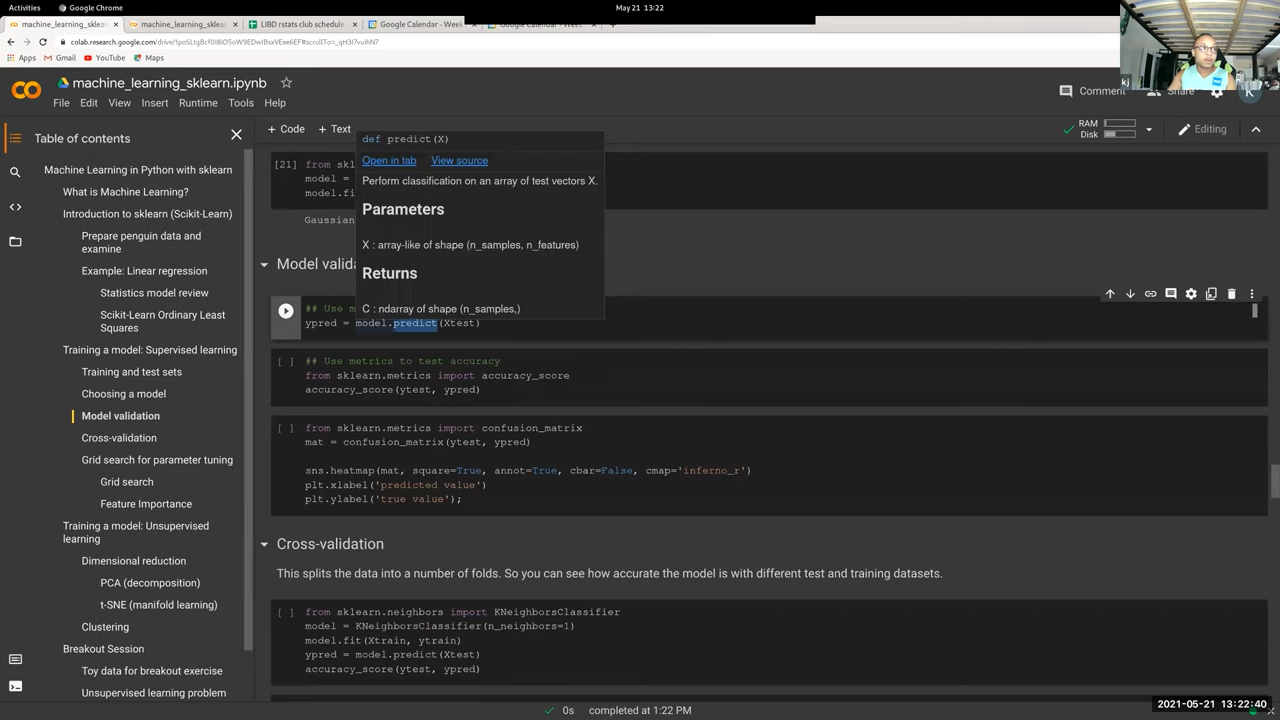 Activities
Google Chrome
May 21 13:22
machine_learning_sklearn.i
machine_learning_sklearn.i
LIBD rstats club schedule
Google Calendar - Week
Google Calendar - Week
Apps
Gmail
YouTube
Maps
machine_learning_sklearn.ipynb
File Edit View Insert Runtime Tools Help
Comment
Share
K
kj
+ Code + Text
RAM
Disk
Editing
Table of contents
Machine Learning in Python with sklearn
What is Machine Learning?
Introduction to sklearn (Scikit-Learn)
Prepare penguin data and
examine
Example: Linear regression
Statistics model review
Scikit-Learn Ordinary Least
Squares
Training a model: Supervised learning
Training and test sets
Choosing a model
Model validation
Cross-validation
Grid search for parameter tuning
Grid search
Feature Importance
Training a model: Unsupervised
learning
Dimensional reduction
PCA (decomposition)
t-SNE (manifold learning)
Clustering
Breakout Session
Toy data for breakout exercise
Unsupervised learning problem
[21] from skl
model =
model.fi
Gaussian
def predict(X)
Open in tab View source
Perform classification on an array of test vectors X.
Parameters
X : array-like of shape (n_samples, n_features)
Returns
C : ndarray of shape (n_samples,)
Model valida
## Use m
ypred = model.predict(Xtest)
[ ] ## Use metrics to test accuracy
from sklearn.metrics import accuracy_score
accuracy_score(ytest, ypred)
[ ] from sklearn.metrics import confusion_matrix
mat = confusion_matrix(ytest, ypred)
sns.heatmap(mat, square=True, annot=True, cbar=False, cmap='inferno_r')
plt.xlabel('predicted value')
plt.ylabel('true value');
Cross-validation
This splits the data into a number of folds. So you can see how accurate the model is with different test and training datasets.
[ ] from sklearn.neighbors import KNeighborsClassifier
model = KNeighborsClassifier(n_neighbors=1)
model.fit(Xtrain, ytrain)
ypred = model.predict(Xtest)
accuracy_score(ytest, ypred)
0s completed at 1:22 PM
2021-05-21 13:22:40